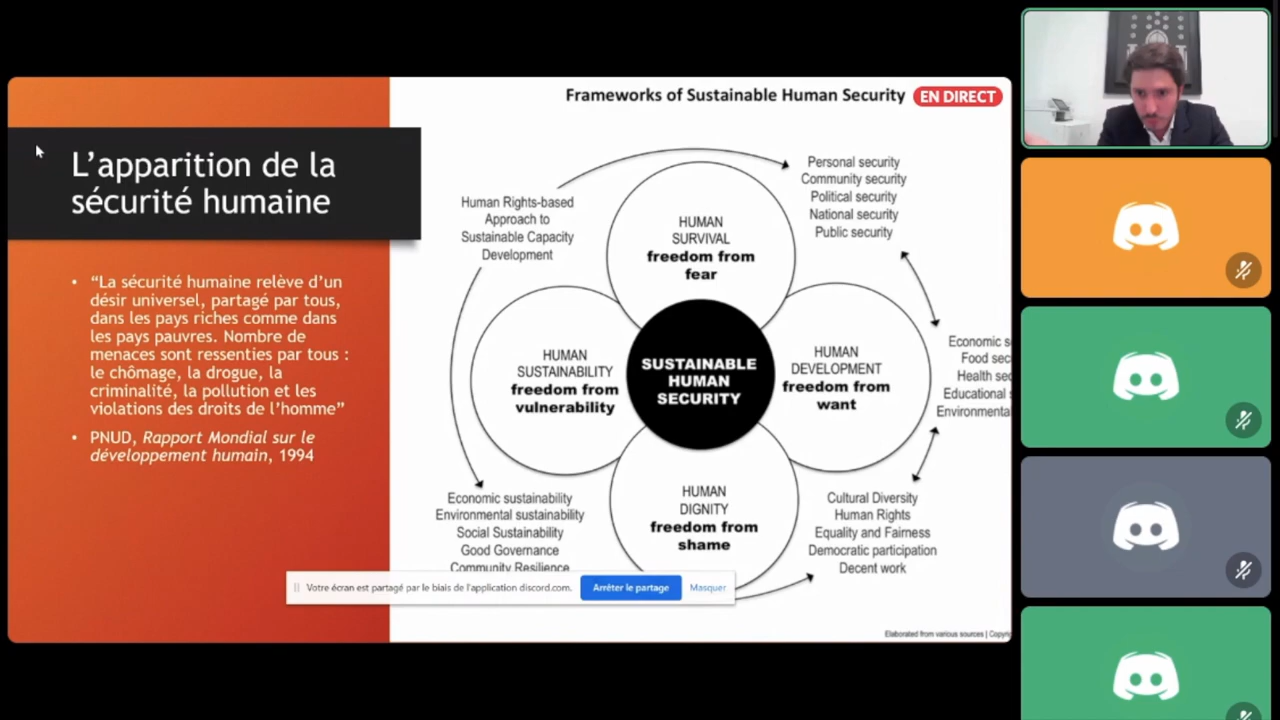 Frameworks of Sustainable Human Security
EN DIRECT
L’apparition de la
sécurité humaine
• “La sécurité humaine relève d’un
désir universel, partagé par tous,
dans les pays riches comme dans
les pays pauvres. Nombre de
menaces sont ressenties par tous :
le chômage, la drogue, la
criminalité, la pollution et les
violations des droits de l’homme”
• PNUD, Rapport Mondial sur le
développement humain, 1994
Human Rights-based
Approach to
Sustainable Capacity
Development
HUMAN
SURVIVAL
freedom from
fear
Personal security
Community security
Political security
National security
Public security
HUMAN
SUSTAINABILITY
freedom from
vulnerability
SUSTAINABLE
HUMAN
SECURITY
HUMAN
DEVELOPMENT
freedom from
want
Economic
Food
Health
Educational
Environmental
Economic sustainability
Environmental sustainability
Social Sustainability
Good Governance
Community Resilience
HUMAN
DIGNITY
freedom from
shame
Cultural Diversity
Human Rights
Equality and Fairness
Democratic participation
Decent work
Votre écran est partagé par le biais de l'application discord.com.
Arrêter le partage
Masquer
Elaborated from various sources |